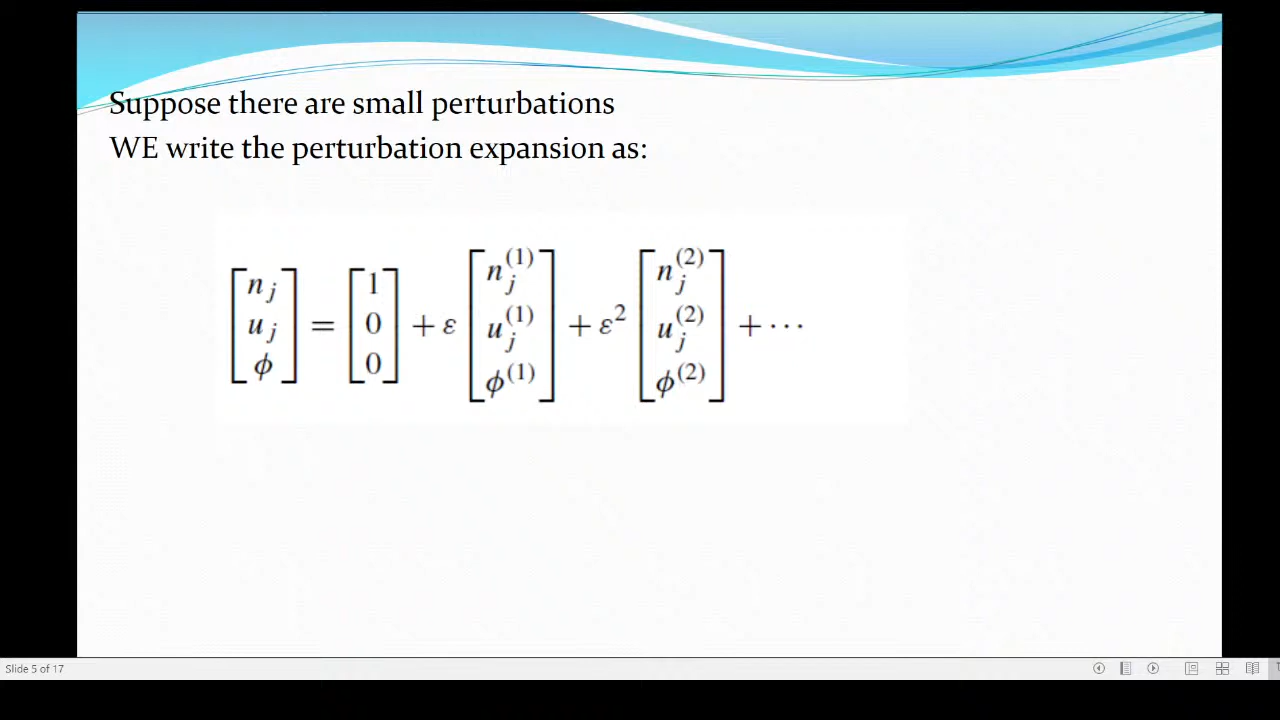 Suppose there are small perturbations
WE write the perturbation expansion as:
[n_j u_j ϕ] = [1 0 0] + ε [n_j^(1) u_j^(1) ϕ^(1)] + ε^2 [n_j^(2) u_j^(2) ϕ^(2)] + ⋯
Slide 5 of 17